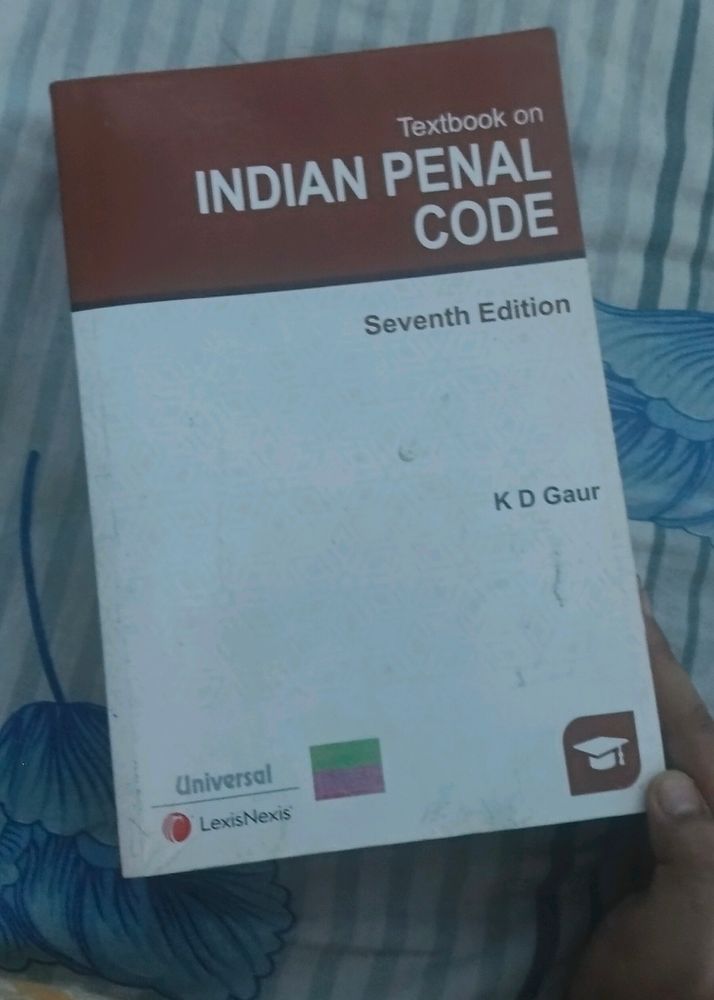 Textbook on
INDIAN PENAL
CODE
Seventh Edition
K D Gaur
Universal
LexisNexis®